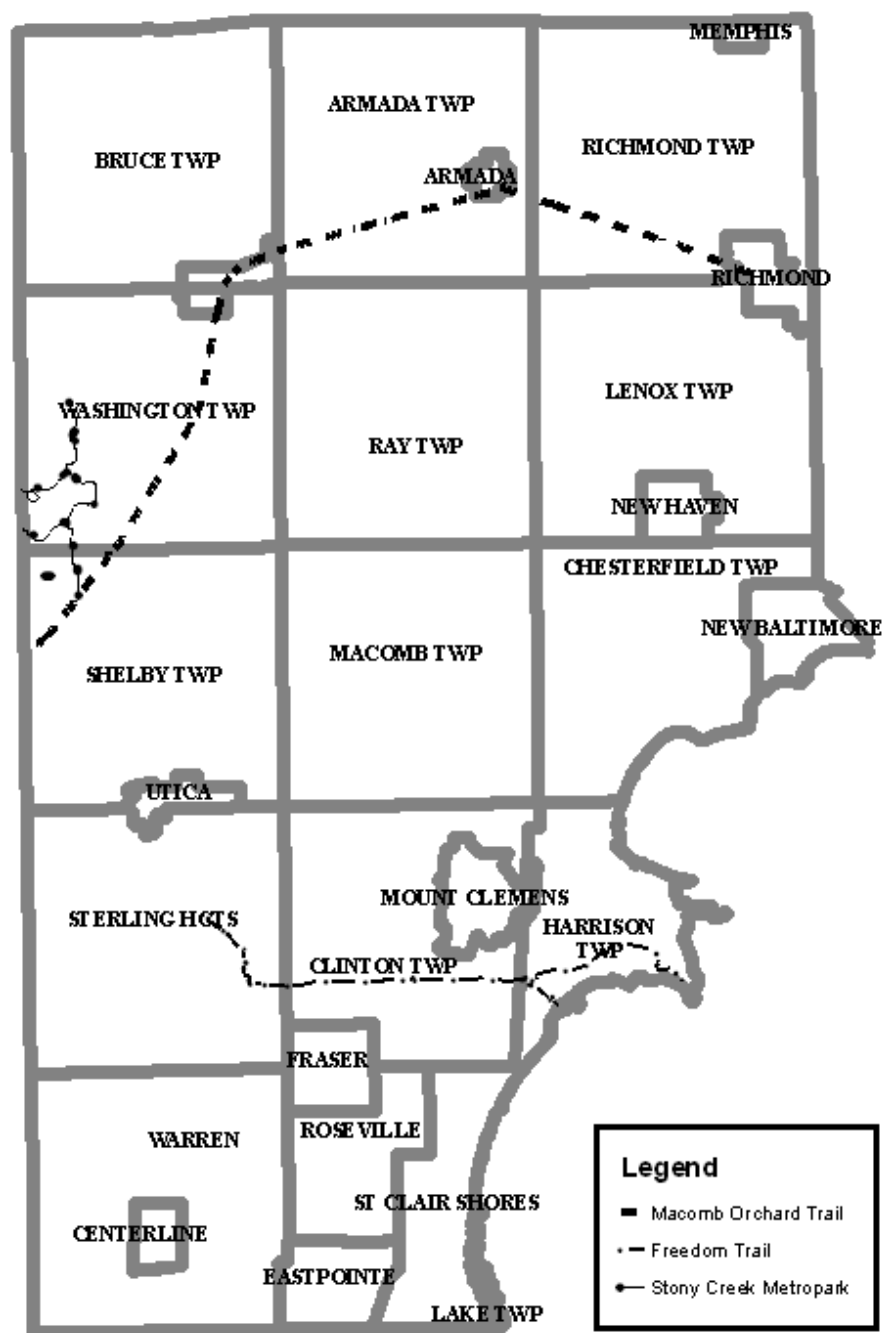 MEMPHIS
ARMADA TWP
RICHMOND TWP
BRUCE TWP
ARMADA
RICHMOND
LENOX TWP
WASHINGTON TWP
RAY TWP
NEW HAVEN
CHESTERFIELD TWP
NEW BALTIMORE
MACOMB TWP
SHELBY TWP
UTICA
MOUNT CLEMENS
STERLING HGTS
HARRISON
TWP
CLINTON TWP
FRASER
ROSEVILLE
WARREN
ST CLAIR SHORES
CENTERLINE
EASTPOINTE
LAKE TWP
Legend
Macomb Orchard Trail
Freedom Trail
Stony Creek Metropark